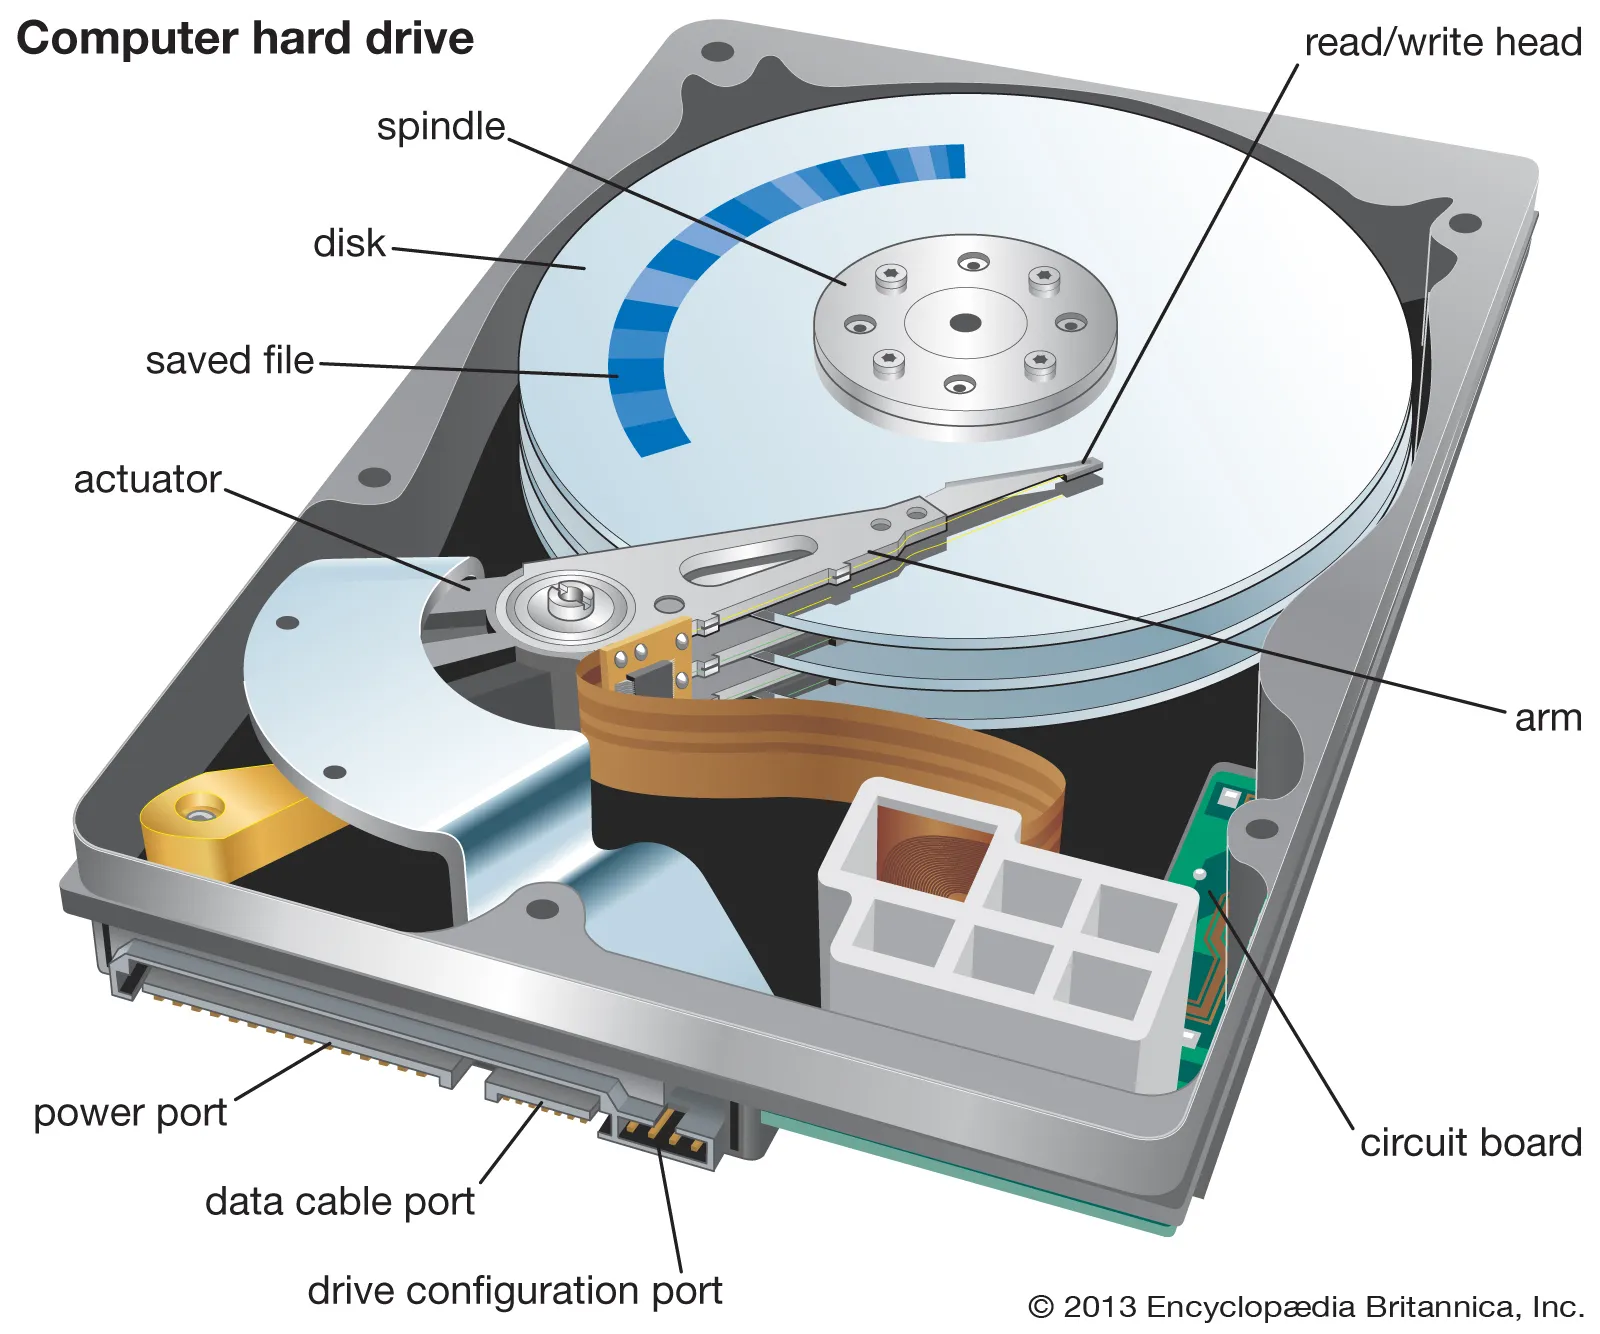 Computer hard drive
read/write head
spindle
disk
saved file
actuator
arm
power port
circuit board
data cable port
drive configuration port
© 2013 Encyclopædia Britannica, Inc.